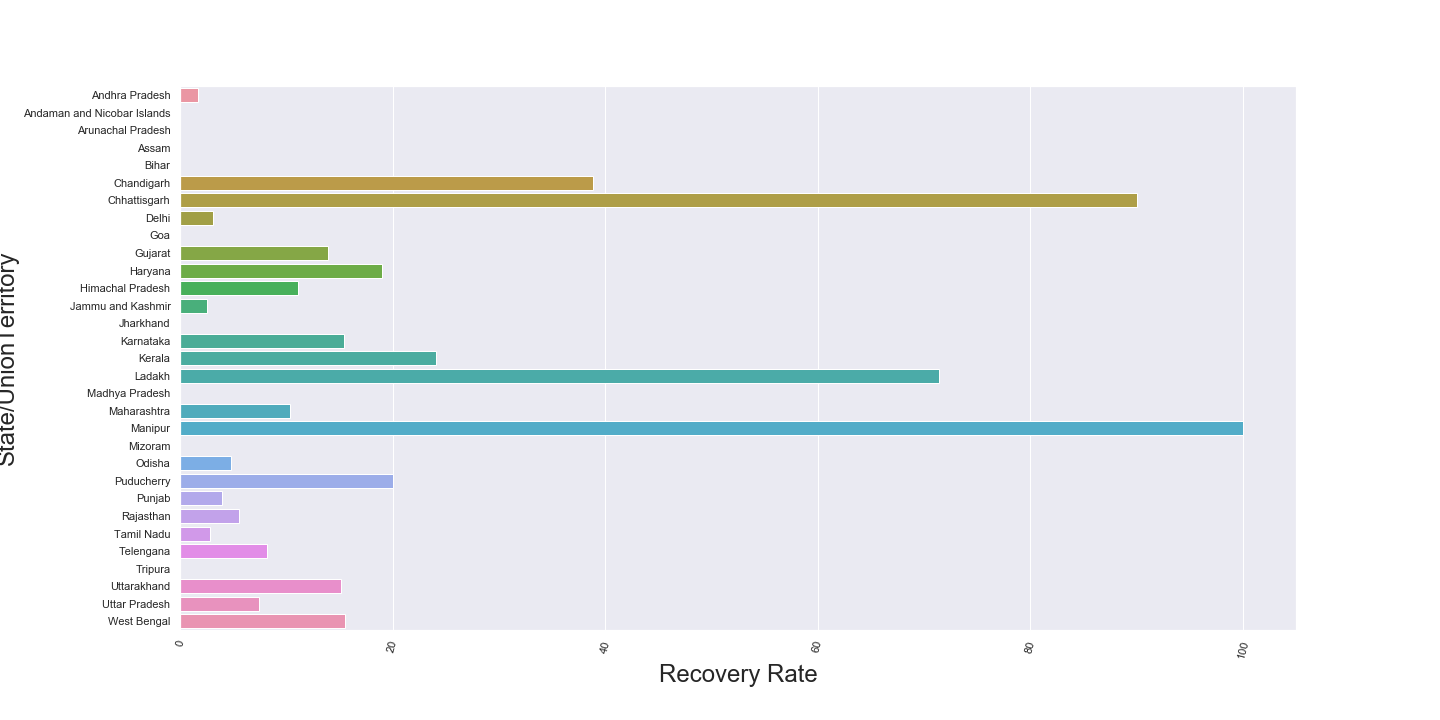 Andhra Pradesh
Andaman and Nicobar Islands
Arunachal Pradesh
Assam
Bihar
Chandigarh
Chhattisgarh
Delhi
Goa
Gujarat
Haryana
Himachal Pradesh
Jammu and Kashmir
Jharkhand
Karnataka
Kerala
Ladakh
Madhya Pradesh
Maharashtra
Manipur
Mizoram
Odisha
Puducherry
Punjab
Rajasthan
Tamil Nadu
Telengana
Tripura
Uttarakhand
Uttar Pradesh
West Bengal
State/UnionTerritory
0 20 40 60 80 100
Recovery Rate